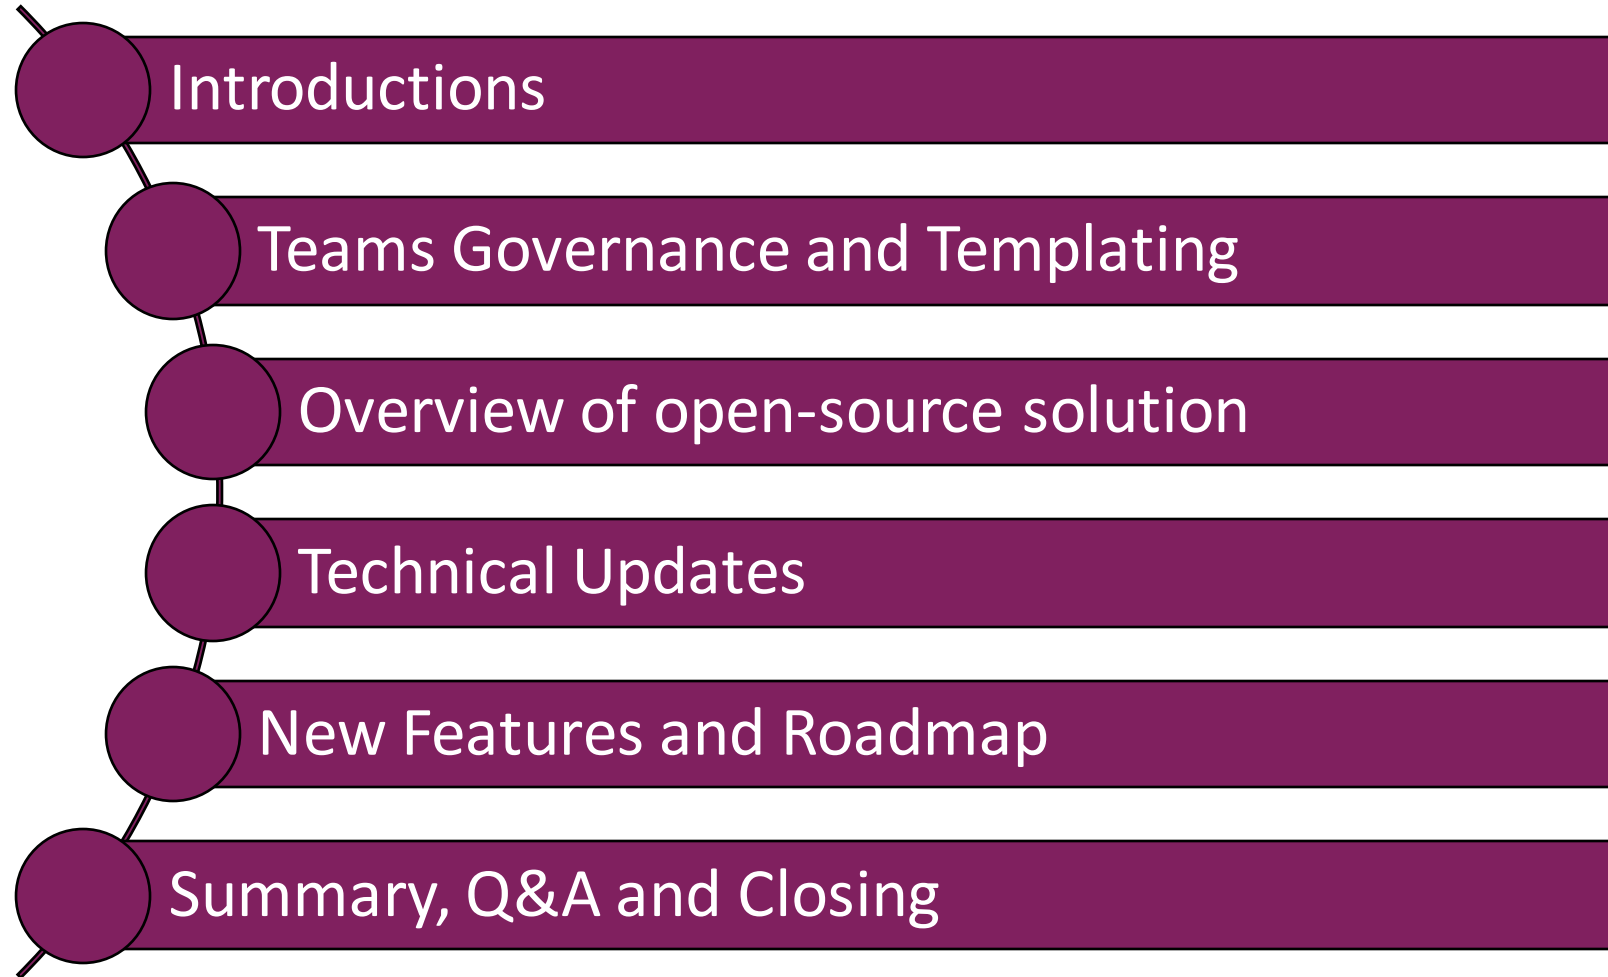 Introductions
Teams Governance and Templating
Overview of open-source solution
Technical Updates
New Features and Roadmap
Summary, Q&A and Closing